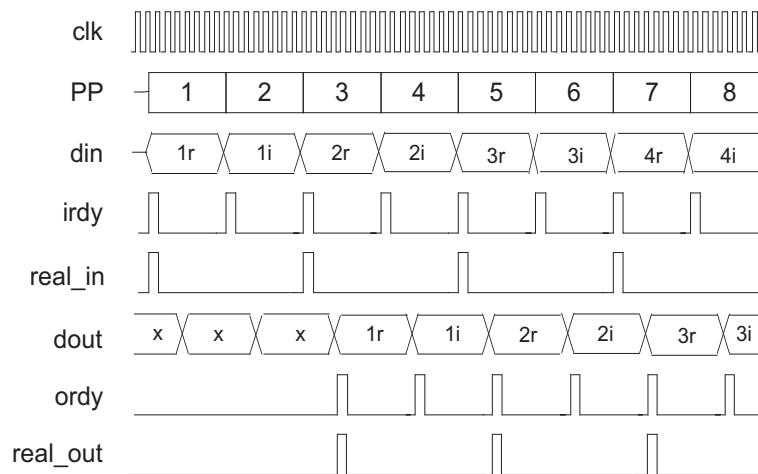 clk
PP 1 2 3 4 5 6 7 8
din 1r 1i 2r 2i 3r 3i 4r 4i
irdy
real_in
dout x x x 1r 1i 2r 2i 3r 3i
ordy
real_out